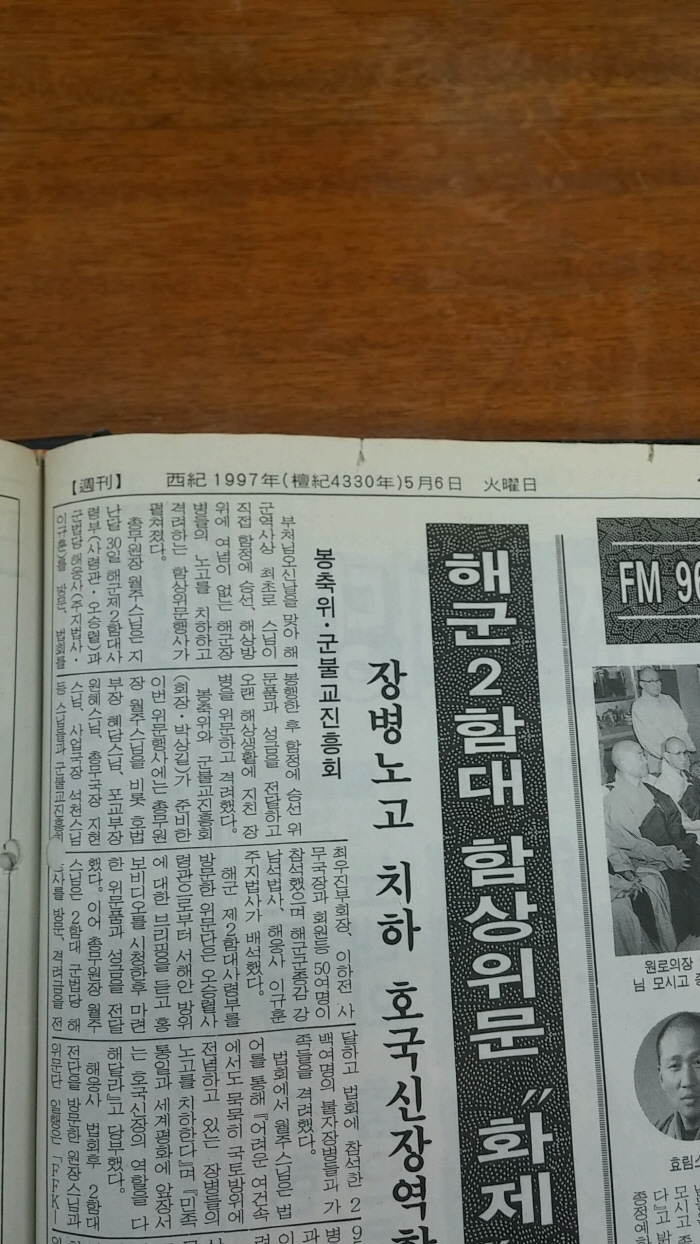 【週刊】 西紀 1997年(檀紀4330年)5月6日 火曜日
해군2함대 함상위문 〃화제
장병노고 치하 호국신장역할
봉축위·군불교진흥회
부처님오신날을 맞아 해
군역사상 최초로 스님이
직접 함정에 승선, 해상방
위에 여념이 없는 해군장
병들의 노고를 치하하고
격려하는 함상위문행사가
펼쳐졌다.
총무원장 월주스님은 지
난달 30일 해군제2함대사
령부(사령관·오승렬)과
군법당 해웅사(주지법사·
이규훈)를 방문, 법회를
봉행한 후 함정에 승선 위
문품과 성금을 전달하고
오랜 해상생활에 지친 장
병을 위문하고 격려했다.
봉축위와 군불교진흥회
(회장·박상길)가 준비한
이번 위문행사에는 총무원
장 월주스님을 비롯 호법
부장 혜담스님, 포교부장
원혜스님, 총무국장 지현
스님, 사업국장 석천스님
등 스님들과 군불교진흥회
최우진부회장, 이하전 사
무국장과 회원등 50여명이
참석했으며 해군군종감 강
남석법사, 해웅사 이규훈
주지법사가 배석했다.
해군 제2함대사령부를
방문한 위문단은 오승렬사
령관으로부터 서해안 방위
에 대한 브리핑을 듣고 홍
보비디오를 시청한후 마련
한 위문품과 성금을 전달
했다. 이어 총무원장 월주
스님은 2함대 군법당 해
사를 방문, 격려금을 전
달하고 법회에 참석한 2
백여명의 불자장병들과 가
족들을 격려했다.
법회에서 월주스님은 법
어를 통해 『어려운 여건속
에서도 묵묵히 국토방위에
전념하고 있는 장병들의
노고를 치하한다』며 『민족
통일과 세계평화에 앞장서
는 호국신장의 역할을 다
해달라』고 당부했다.
해웅사 법회후 2함대
전단을 방문한 원장스님과
위문단 일행은 「FFK—
FM 96
원로의장
님 모시고
효림스